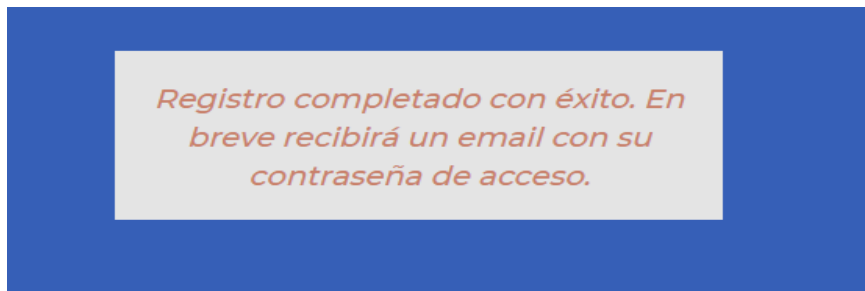 Registro completado con éxito. En
breve recibirá un email con su
contraseña de acceso.